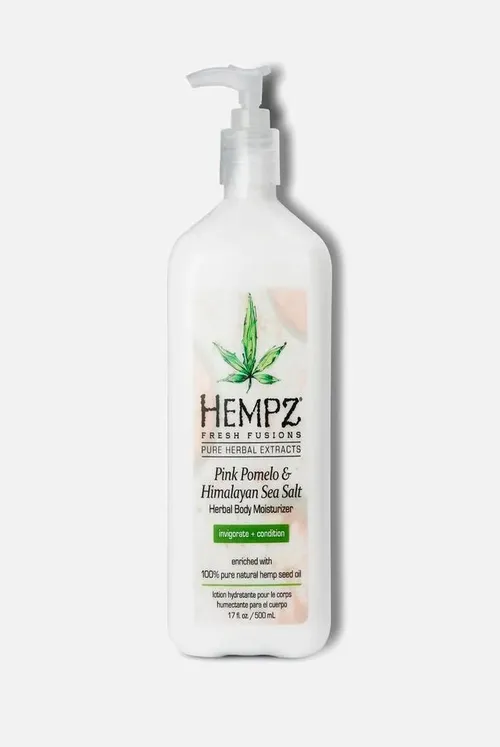 HEMPZ®
FRESH FUSIONS
PURE HERBAL EXTRACTS
Pink Pomelo &
Himalayan Sea Salt
Herbal Body Moisturizer
invigorate + condition
enriched with
100% pure natural hemp seed oil
lotion hydratante pour le corps
humectante para el cuerpo
17 fl. oz / 500 mL